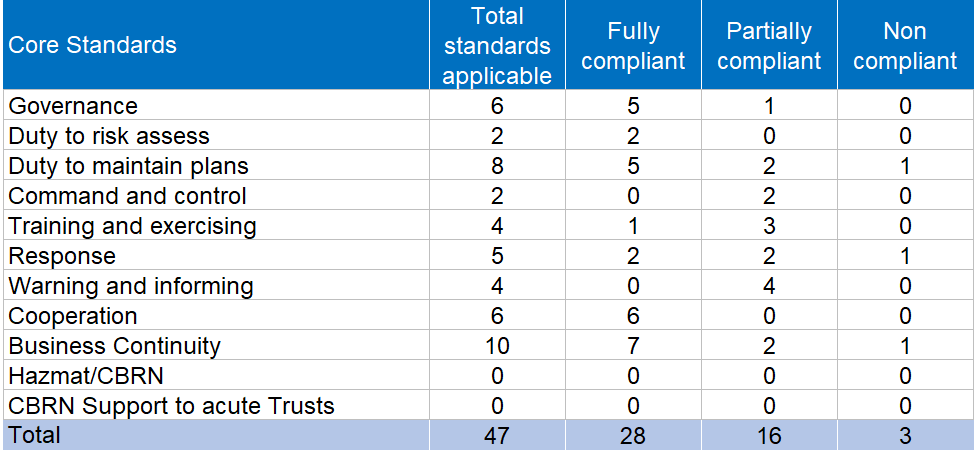 Core Standards Total standards applicable Fully compliant Partially compliant Non compliant
Governance 6 5 1 0
Duty to risk assess 2 2 0 0
Duty to maintain plans 8 5 2 1
Command and control 2 0 2 0
Training and exercising 4 1 3 0
Response 5 2 2 1
Warning and informing 4 0 4 0
Cooperation 6 6 0 0
Business Continuity 10 7 2 1
Hazmat/CBRN 0 0 0 0
CBRN Support to acute Trusts 0 0 0 0
Total 47 28 16 3